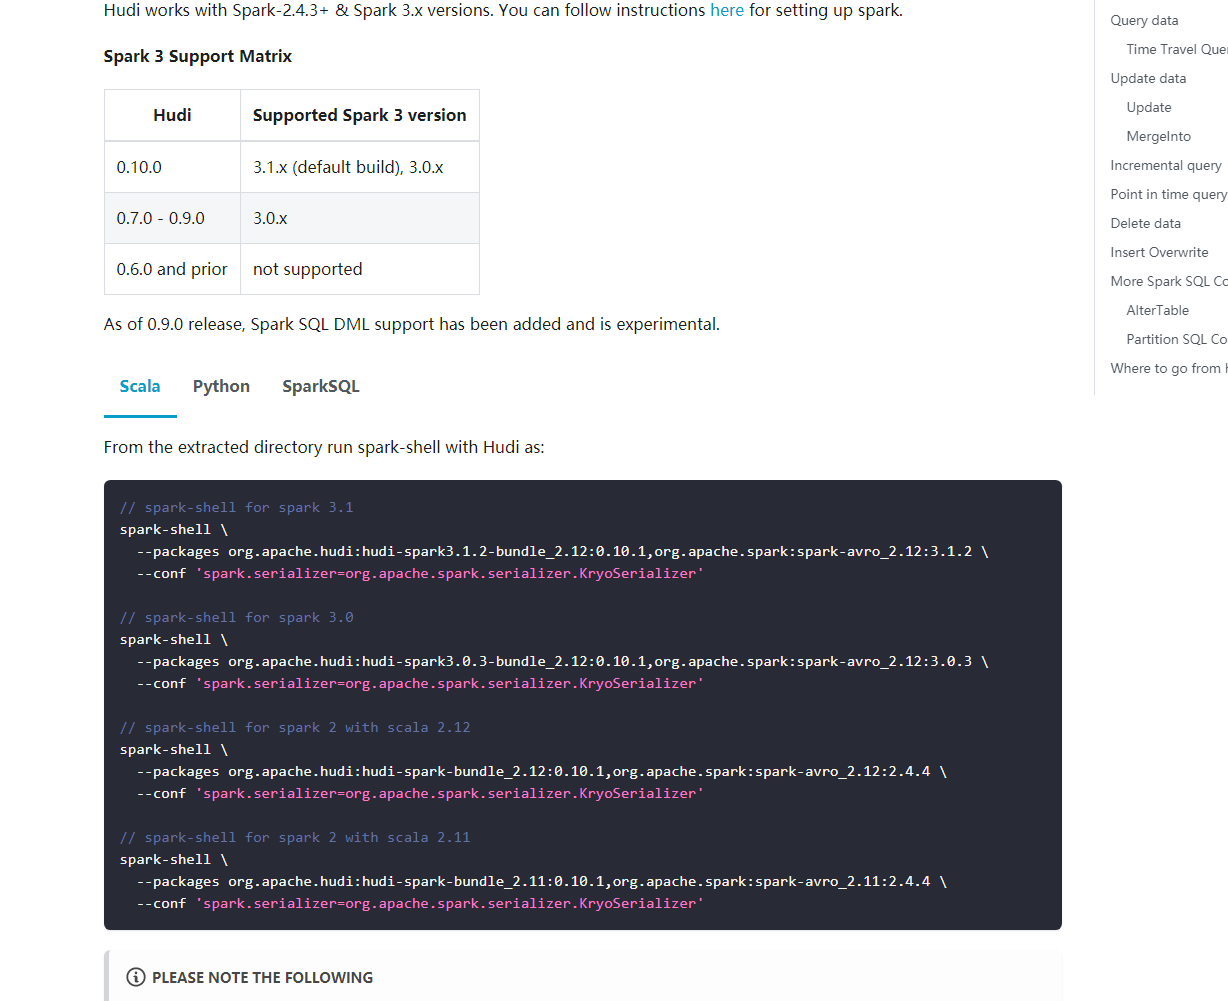 Hudi works with Spark-2.4.3+ & Spark 3.x versions. You can follow instructions here for setting up spark.
Spark 3 Support Matrix
Hudi Supported Spark 3 version
0.10.0 3.1.x (default build), 3.0.x
0.7.0 - 0.9.0 3.0.x
0.6.0 and prior not supported
As of 0.9.0 release, Spark SQL DML support has been added and is experimental.
Scala Python SparkSQL
From the extracted directory run spark-shell with Hudi as:
// spark-shell for spark 3.1
spark-shell \
--packages org.apache.hudi:hudi-spark3.1.2-bundle_2.12:0.10.1,org.apache.spark:spark-avro_2.12:3.1.2 \
--conf 'spark.serializer=org.apache.spark.serializer.KryoSerializer'
// spark-shell for spark 3.0
spark-shell \
--packages org.apache.hudi:hudi-spark3.0.3-bundle_2.12:0.10.1,org.apache.spark:spark-avro_2.12:3.0.3 \
--conf 'spark.serializer=org.apache.spark.serializer.KryoSerializer'
// spark-shell for spark 2 with scala 2.12
spark-shell \
--packages org.apache.hudi:hudi-spark-bundle_2.12:0.10.1,org.apache.spark:spark-avro_2.12:2.4.4 \
--conf 'spark.serializer=org.apache.spark.serializer.KryoSerializer'
// spark-shell for spark 2 with scala 2.11
spark-shell \
--packages org.apache.hudi:hudi-spark-bundle_2.11:0.10.1,org.apache.spark:spark-avro_2.11:2.4.4 \
--conf 'spark.serializer=org.apache.spark.serializer.KryoSerializer'
PLEASE NOTE THE FOLLOWING
Query data
Time Travel Que
Update data
Update
MergeInto
Incremental query
Point in time query
Delete data
Insert Overwrite
More Spark SQL Co
AlterTable
Partition SQL Co
Where to go from